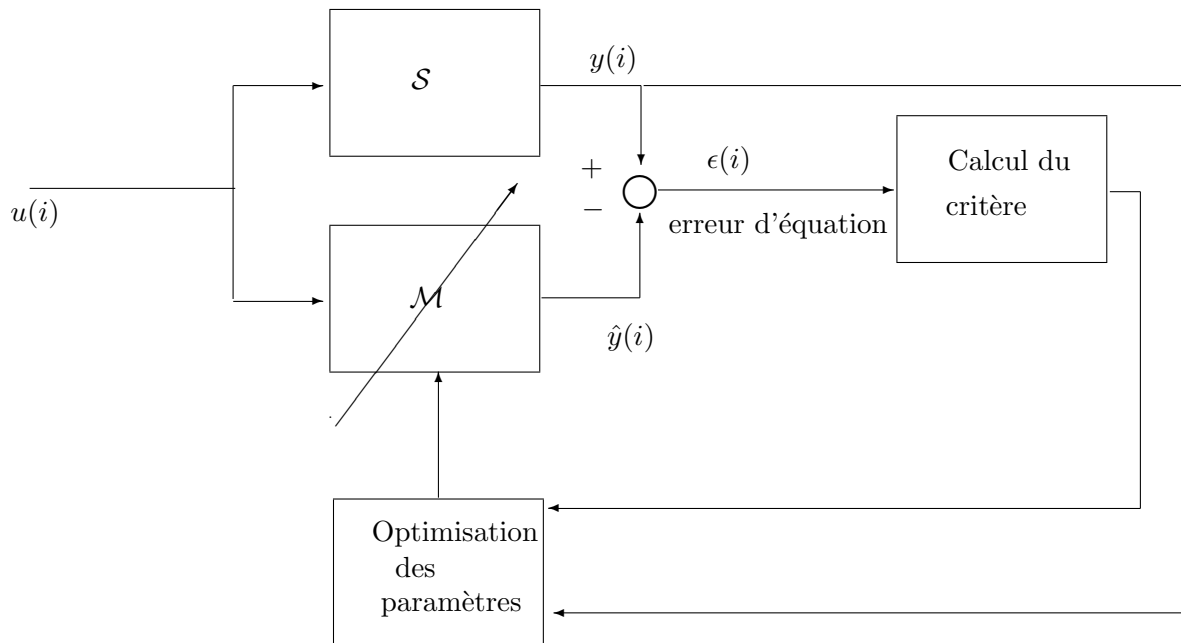 𝒮
y(i)
+
−
ϵ(i)
Calcul du
critère
u(i)
erreur d'équation
ℳ
ŷ(i)
Optimisation
des
paramètres